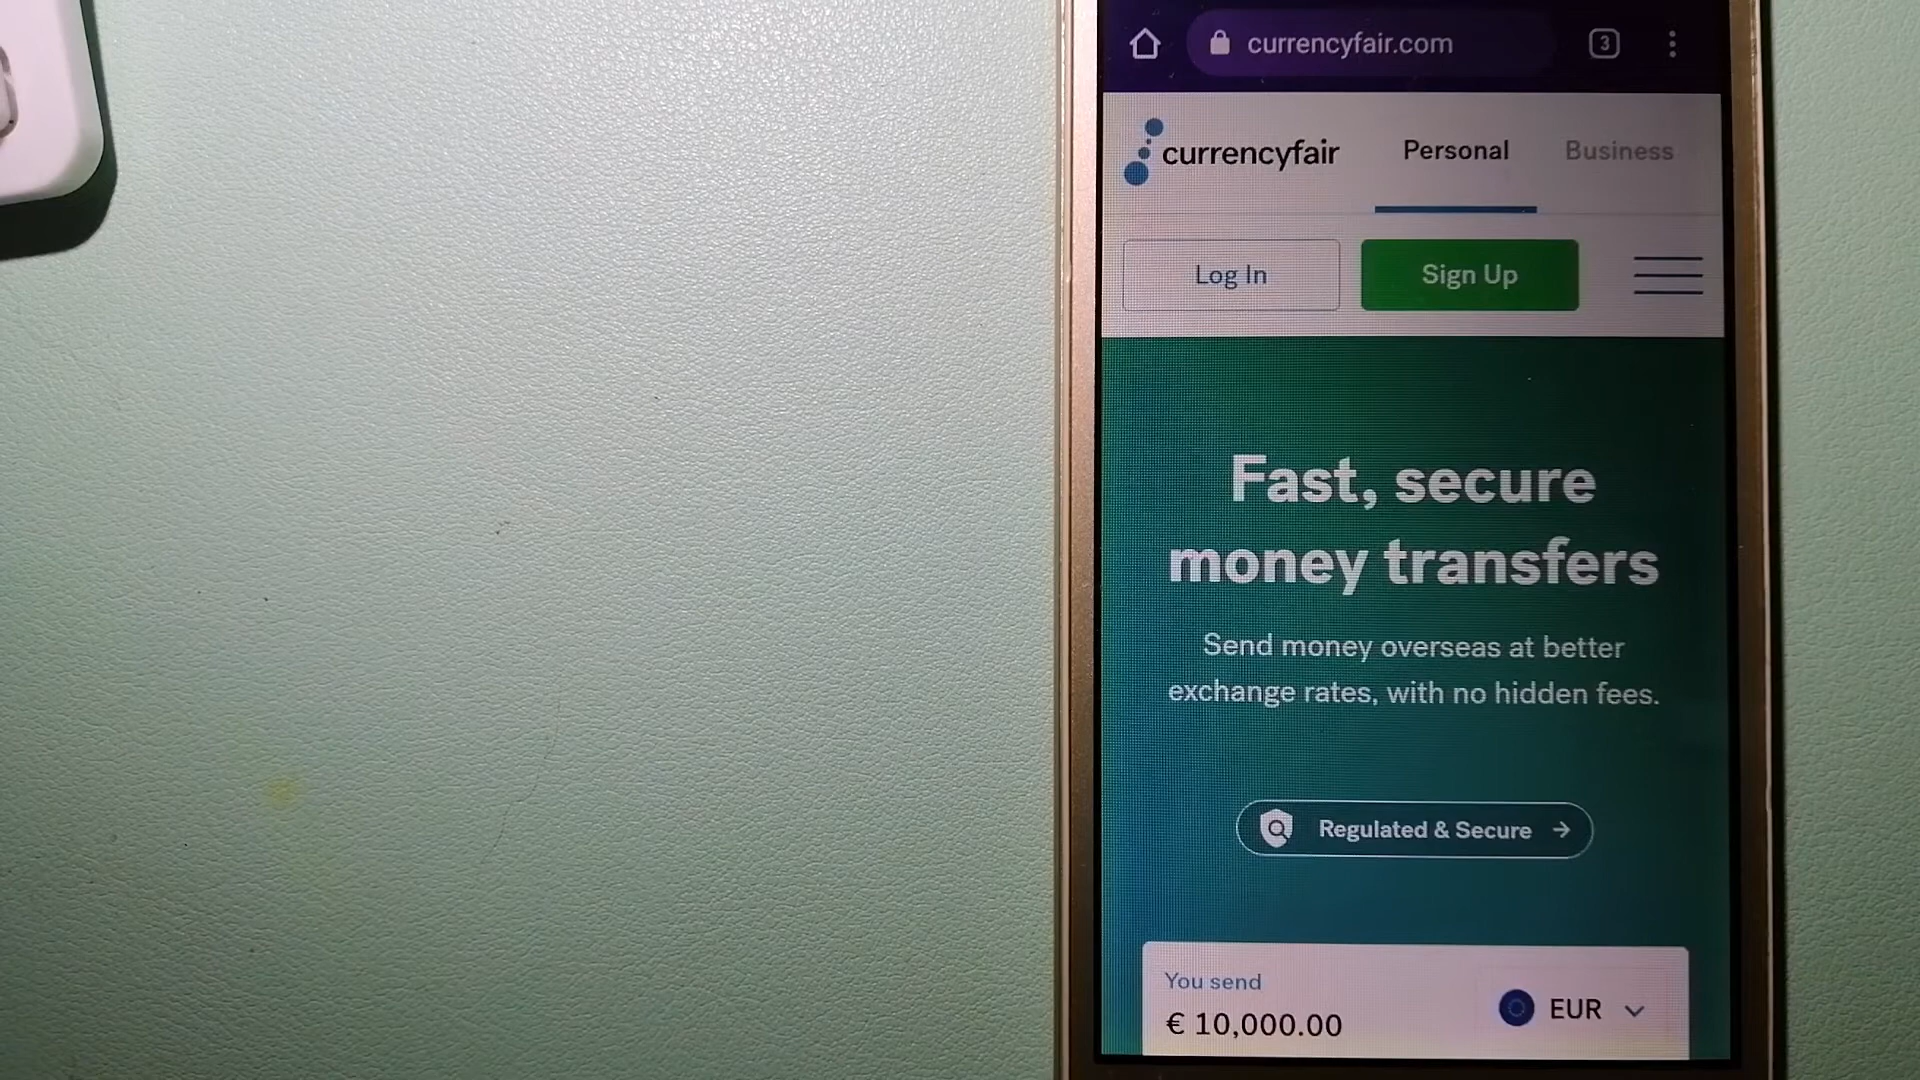 currencyfair.com
3
currencyfair
Personal
Business
Log In
Sign Up
Fast, secure
money transfers
Send money overseas at better
exchange rates, with no hidden fees.
Regulated & Secure →
You send
€ 10,000.00
EUR